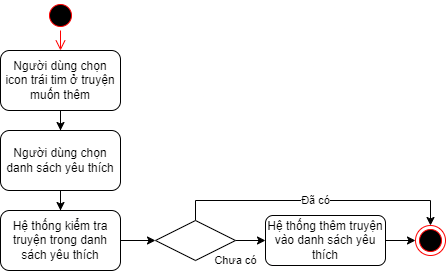 Người dùng chọn
icon trái tim ở truyện
muốn thêm
Người dùng chọn
danh sách yêu thích
Hệ thống kiểm tra
truyện trong danh
sách yêu thích
Đã có
Chưa có
Hệ thống thêm truyện
vào danh sách yêu
thích